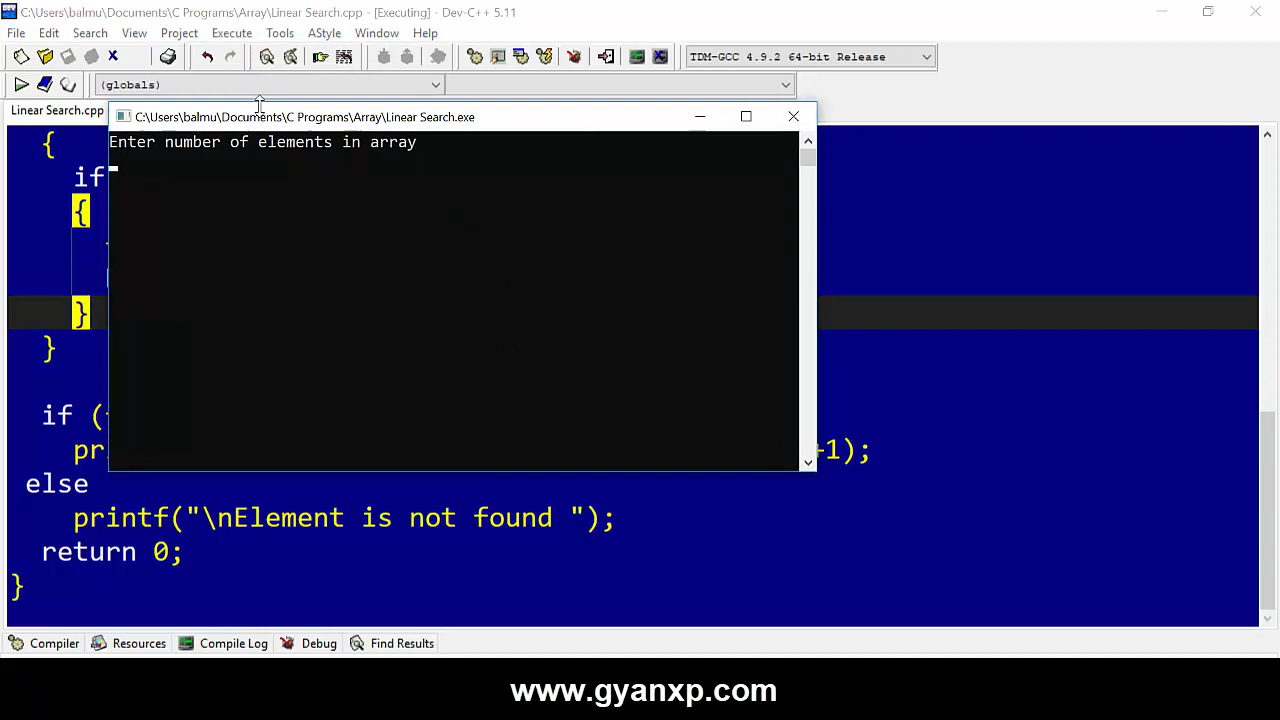 C:\Users\balmu\Documents\C Programs\Array\Linear Search.cpp - [Executing] - Dev-C++ 5.11
File Edit Search View Project Execute Tools AStyle Window Help
TDM-GCC 4.9.2 64-bit Release
(globals)
Linear Search.cpp
C:\Users\balmu\Documents\C Programs\Array\Linear Search.exe
Enter number of elements in array
{
if
{
}
}
if (
pr +1);
else
printf("\nElement is not found ");
return 0;
}
Compiler Resources Compile Log Debug Find Results
www.gyanxp.com